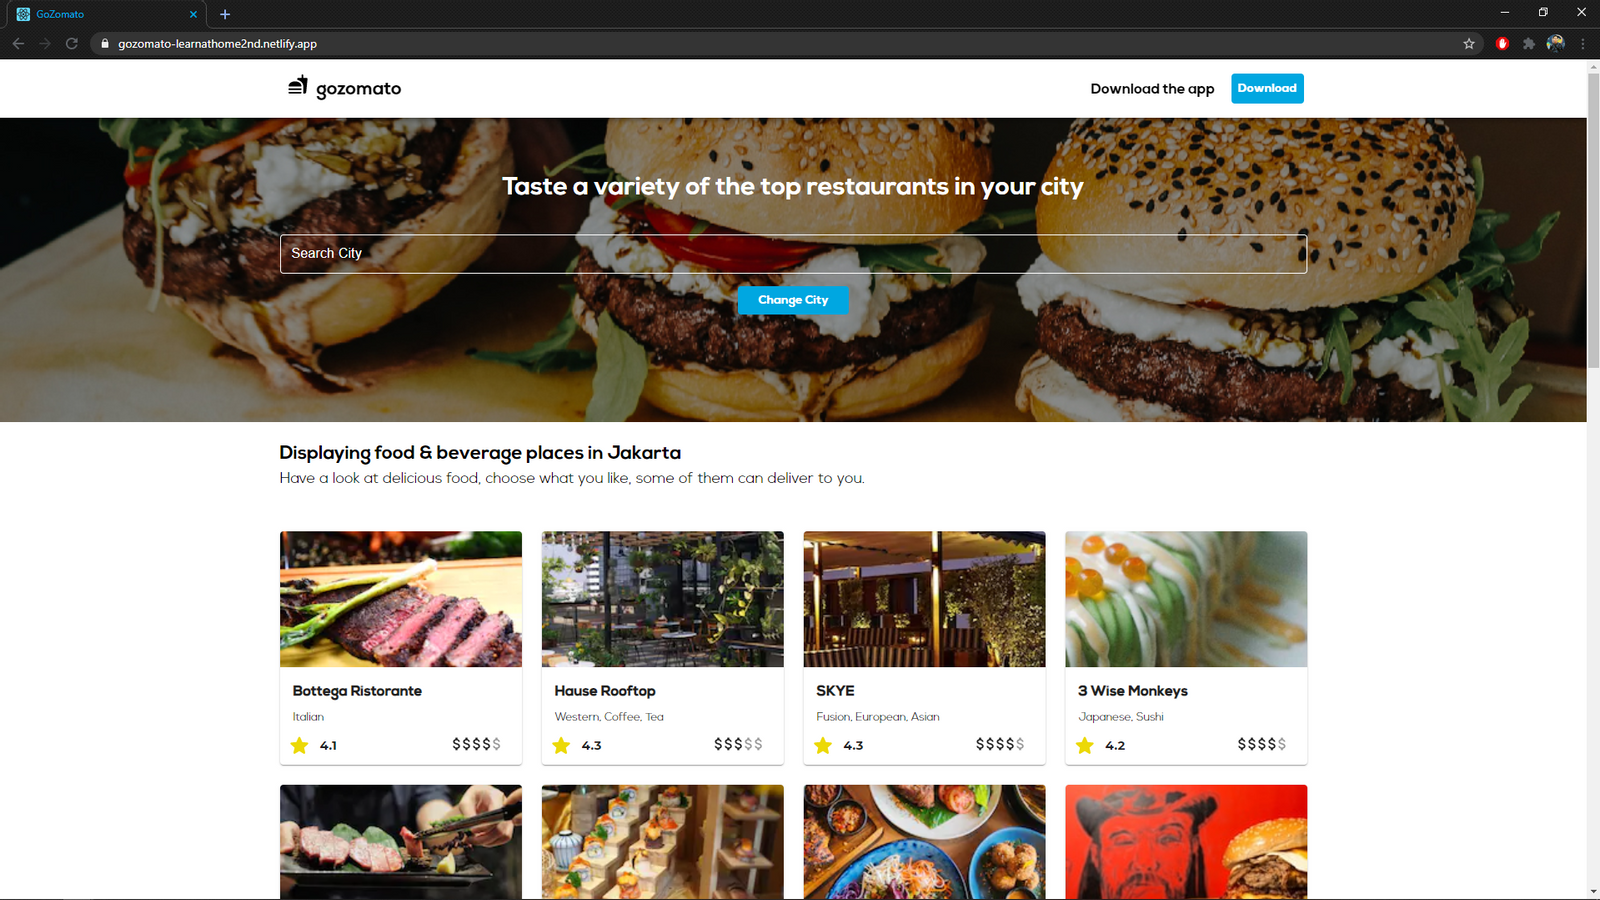 GoZomato
gozomato-learnathome2nd.netlify.app
gozomato
Download the app
Download
Taste a variety of the top restaurants in your city
Search City
Change City
Displaying food & beverage places in Jakarta
Have a look at delicious food, choose what you like, some of them can deliver to you.
Bottega Ristorante
Italian
4.1 $$$$$
Hause Rooftop
Western, Coffee, Tea
4.3 $$$$$
SKYE
Fusion, European, Asian
4.3 $$$$$
3 Wise Monkeys
Japanese, Sushi
4.2 $$$$$